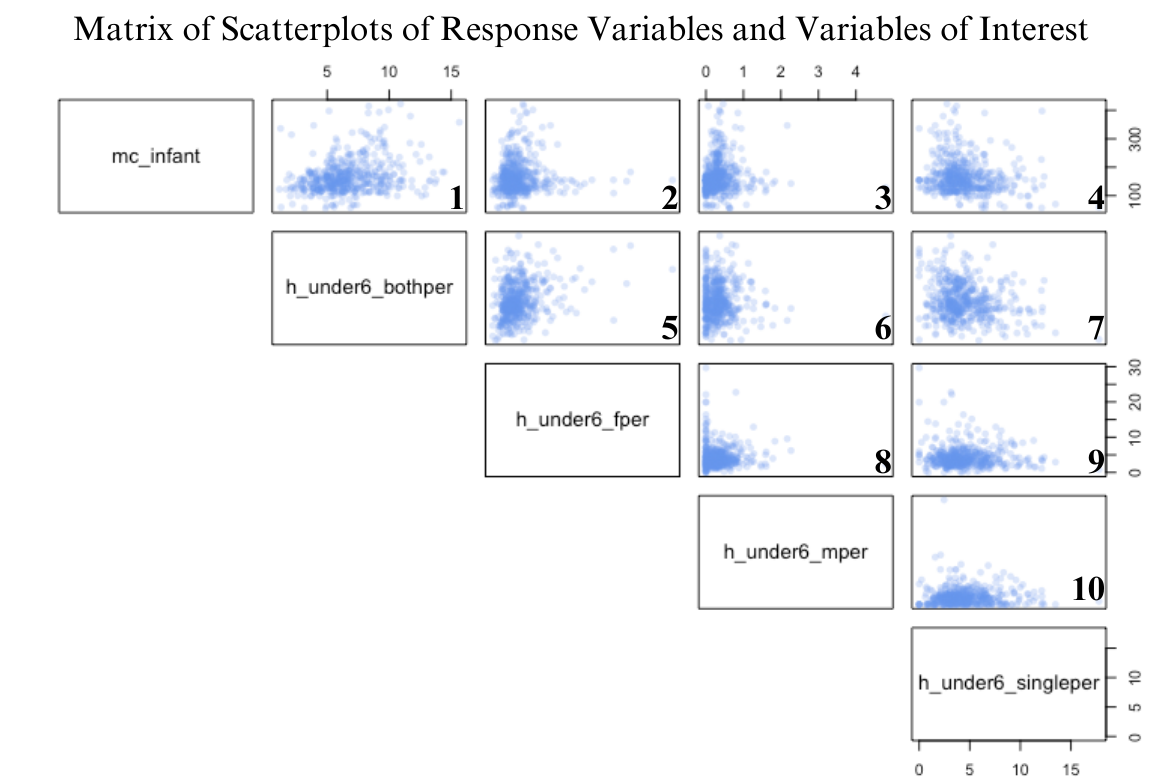 Matrix of Scatterplots of Response Variables and Variables of Interest
5 10 15 0 1 2 3 4
mc_infant 1 2 3 4 100 300
h_under6_bothper 5 6 7
h_under6_fper 8 9 0 10 20 30
h_under6_mper 10
h_under6_singleper 0 5 10
0 5 10 15